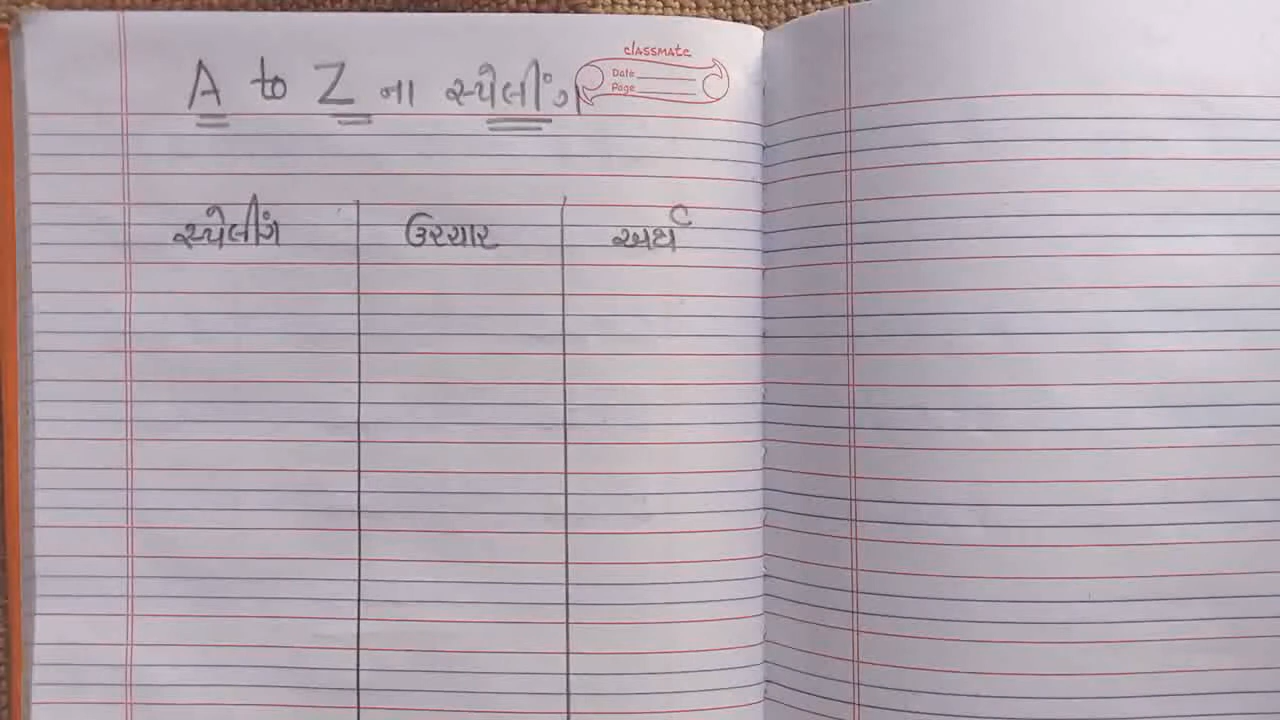 A to Z ના સ્પેલીંગ
classmate
Date
Page
સ્પેલીંગ ઉચ્ચાર અર્થ